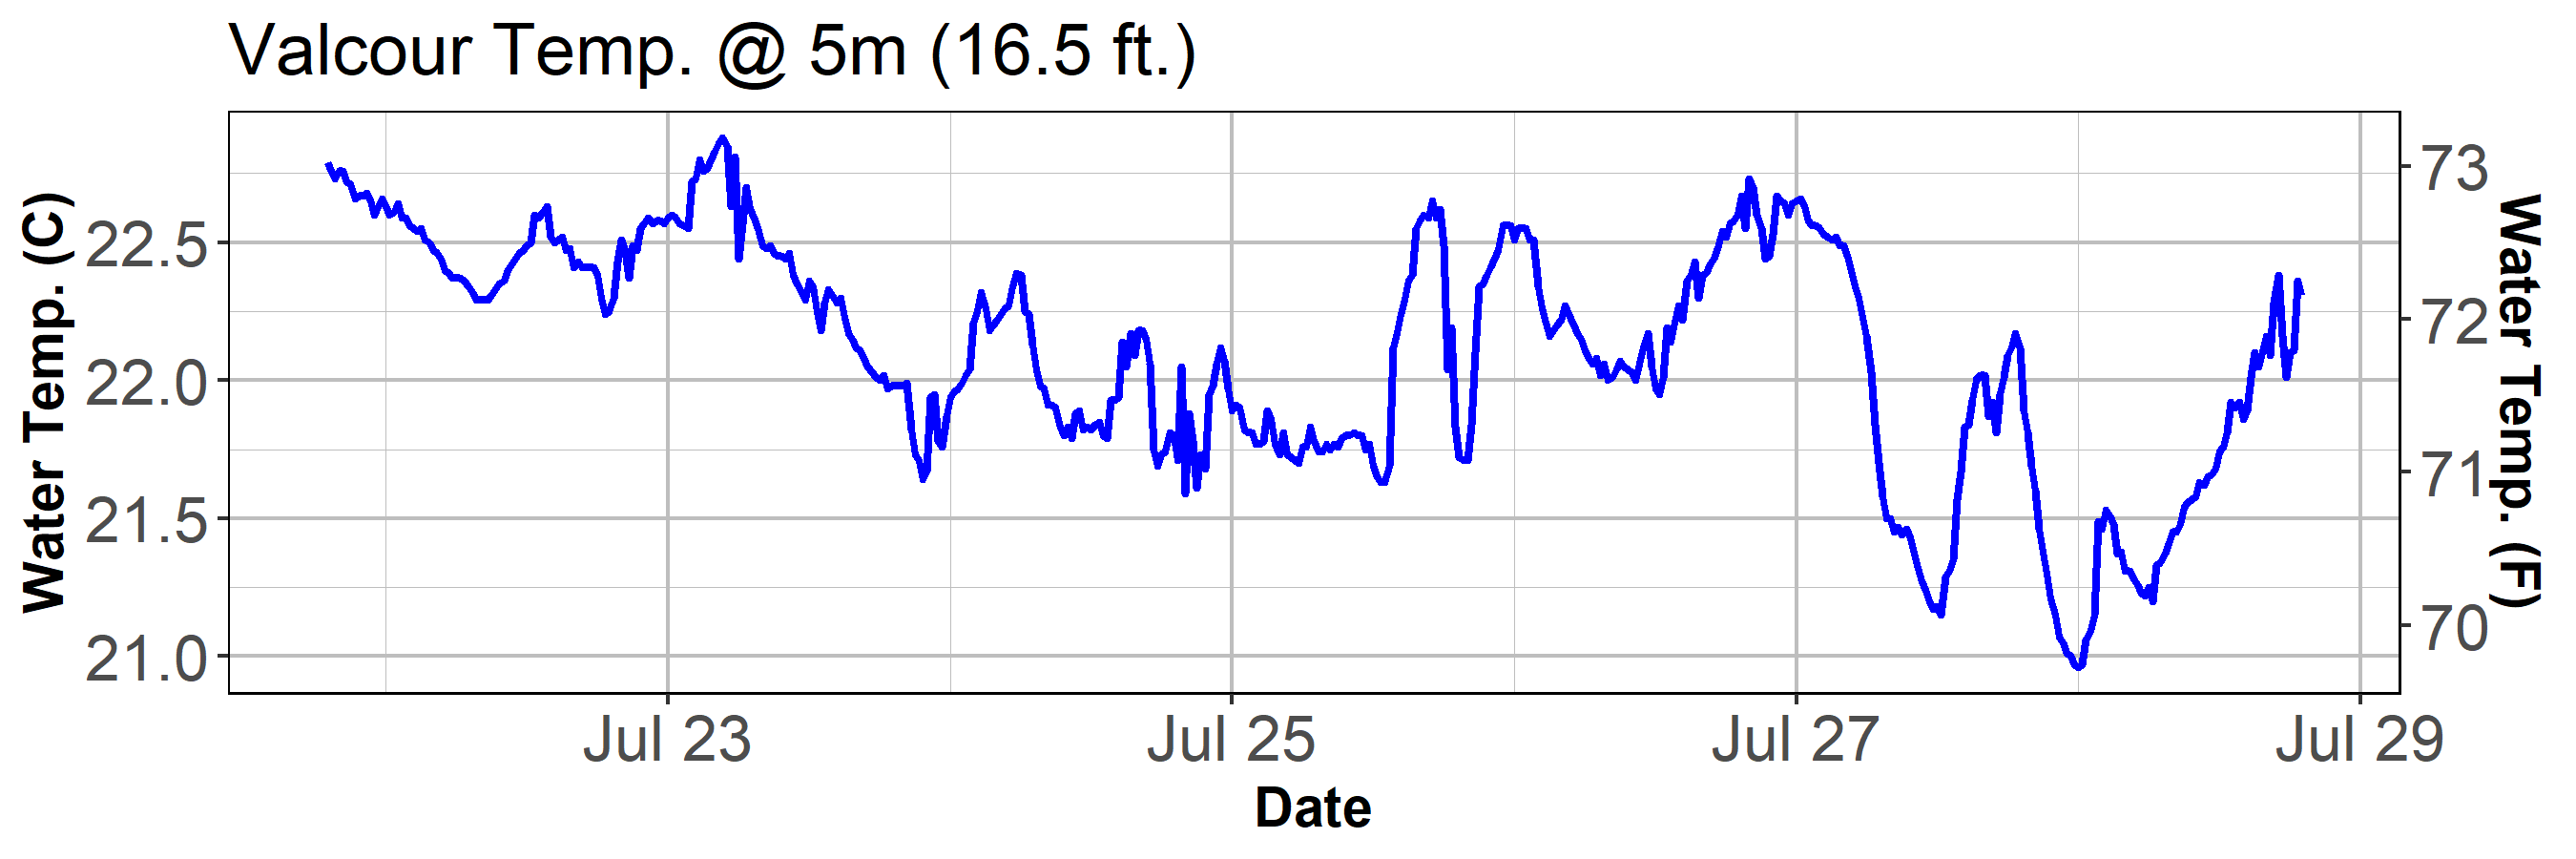 Valcour Temp. @ 5m (16.5 ft.)
Water Temp. (C)
22.5
22.0
21.5
21.0
73
72
71
70
Water Temp. (F)
Jul 23
Jul 25
Jul 27
Jul 29
Date